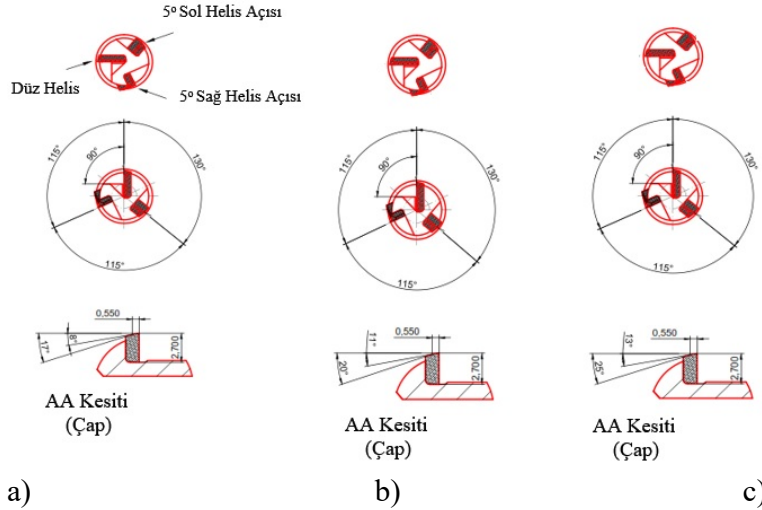 5º Sol Helis Açısı
Düz Helis
5º Sağ Helis Açısı
115°
90°
130°
115°
115°
90°
130°
115°
115°
90°
130°
115°
0,550
8°
17°
2,700
AA Kesiti
(Çap)
0,550
11°
20°
2,700
AA Kesiti
(Çap)
0,550
13°
25°
2,700
AA Kesiti
(Çap)
a)
b)
c)